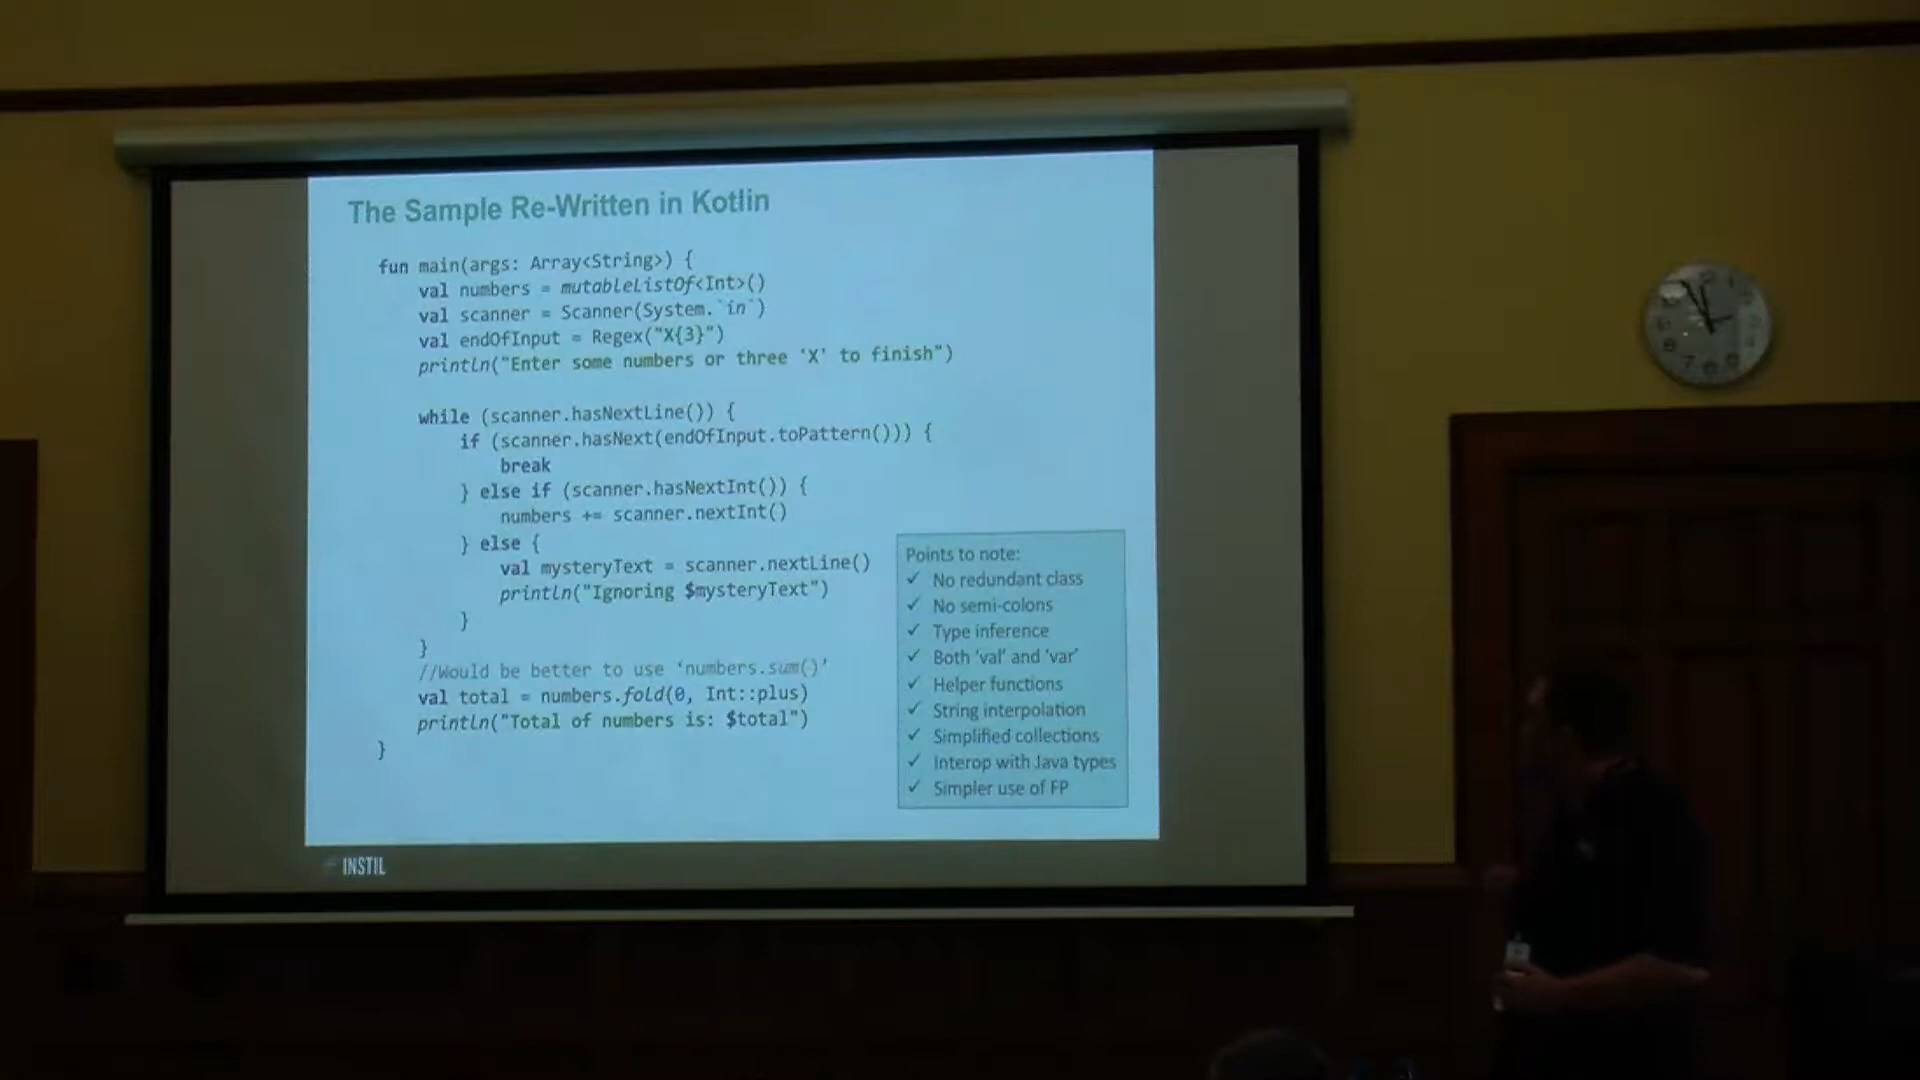 The Sample Re-Written in Kotlin
fun main(args: Array<String>) {
val numbers = mutableListOf<Int>()
val scanner = Scanner(System.`in`)
val endOfInput = Regex("X{3}")
println("Enter some numbers or three 'X' to finish")
while (scanner.hasNextLine()) {
if (scanner.hasNext(endOfInput.toPattern())) {
break
} else if (scanner.hasNextInt()) {
numbers += scanner.nextInt()
} else {
val mysteryText = scanner.nextLine()
println("Ignoring $mysteryText")
}
}
//Would be better to use 'numbers.sum()'
val total = numbers.fold(0, Int::plus)
println("Total of numbers is: $total")
}
Points to note:
✓ No redundant class
✓ No semi-colons
✓ Type inference
✓ Both 'val' and 'var'
✓ Helper functions
✓ String interpolation
✓ Simplified collections
✓ Interop with Java types
✓ Simpler use of FP
INSTIL